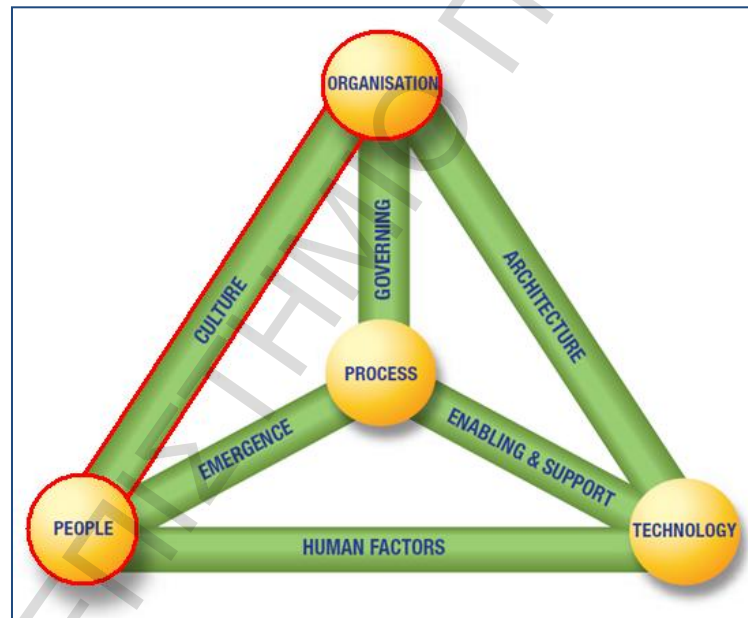 ORGANISATION
GOVERNING
CULTURE
ARCHITECTURE
PROCESS
EMERGENCE
ENABLING & SUPPORT
PEOPLE
TECHNOLOGY
HUMAN FACTORS